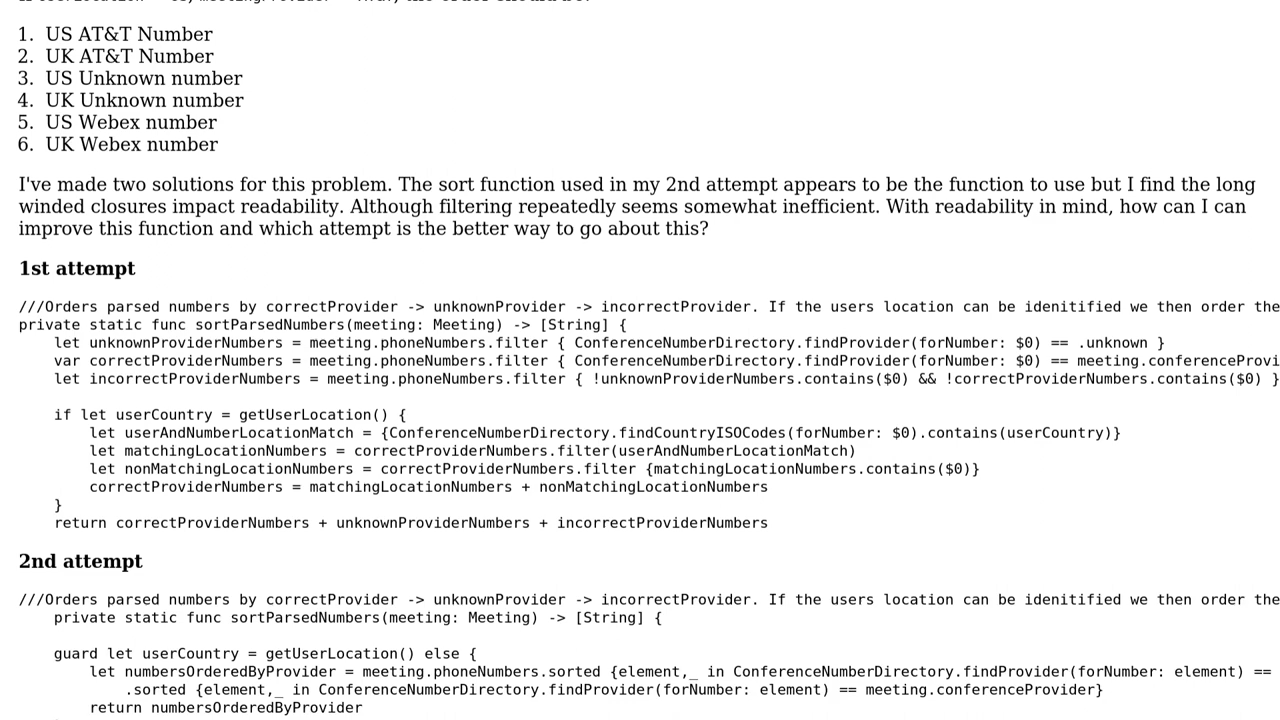 1. US AT&T Number
2. UK AT&T Number
3. US Unknown number
4. UK Unknown number
5. US Webex number
6. UK Webex number
I've made two solutions for this problem. The sort function used in my 2nd attempt appears to be the function to use but I find the long
winded closures impact readability. Although filtering repeatedly seems somewhat inefficient. With readability in mind, how can I can
improve this function and which attempt is the better way to go about this?
1st attempt
///Orders parsed numbers by correctProvider -> unknownProvider -> incorrectProvider. If the users location can be idenitified we then order the
private static func sortParsedNumbers(meeting: Meeting) -> [String] {
    let unknownProviderNumbers = meeting.phoneNumbers.filter { ConferenceNumberDirectory.findProvider(forNumber: $0) == .unknown }
    var correctProviderNumbers = meeting.phoneNumbers.filter { ConferenceNumberDirectory.findProvider(forNumber: $0) == meeting.conferenceProvi
    let incorrectProviderNumbers = meeting.phoneNumbers.filter { !unknownProviderNumbers.contains($0) && !correctProviderNumbers.contains($0) }
    if let userCountry = getUserLocation() {
        let userAndNumberLocationMatch = {ConferenceNumberDirectory.findCountryISOCodes(forNumber: $0).contains(userCountry)}
        let matchingLocationNumbers = correctProviderNumbers.filter(userAndNumberLocationMatch)
        let nonMatchingLocationNumbers = correctProviderNumbers.filter {matchingLocationNumbers.contains($0)}
        correctProviderNumbers = matchingLocationNumbers + nonMatchingLocationNumbers
    }
    return correctProviderNumbers + unknownProviderNumbers + incorrectProviderNumbers
2nd attempt
///Orders parsed numbers by correctProvider -> unknownProvider -> incorrectProvider. If the users location can be idenitified we then order the
    private static func sortParsedNumbers(meeting: Meeting) -> [String] {
    guard let userCountry = getUserLocation() else {
        let numbersOrderedByProvider = meeting.phoneNumbers.sorted {element,_ in ConferenceNumberDirectory.findProvider(forNumber: element) ==
            .sorted {element,_ in ConferenceNumberDirectory.findProvider(forNumber: element) == meeting.conferenceProvider}
        return numbersOrderedByProvider